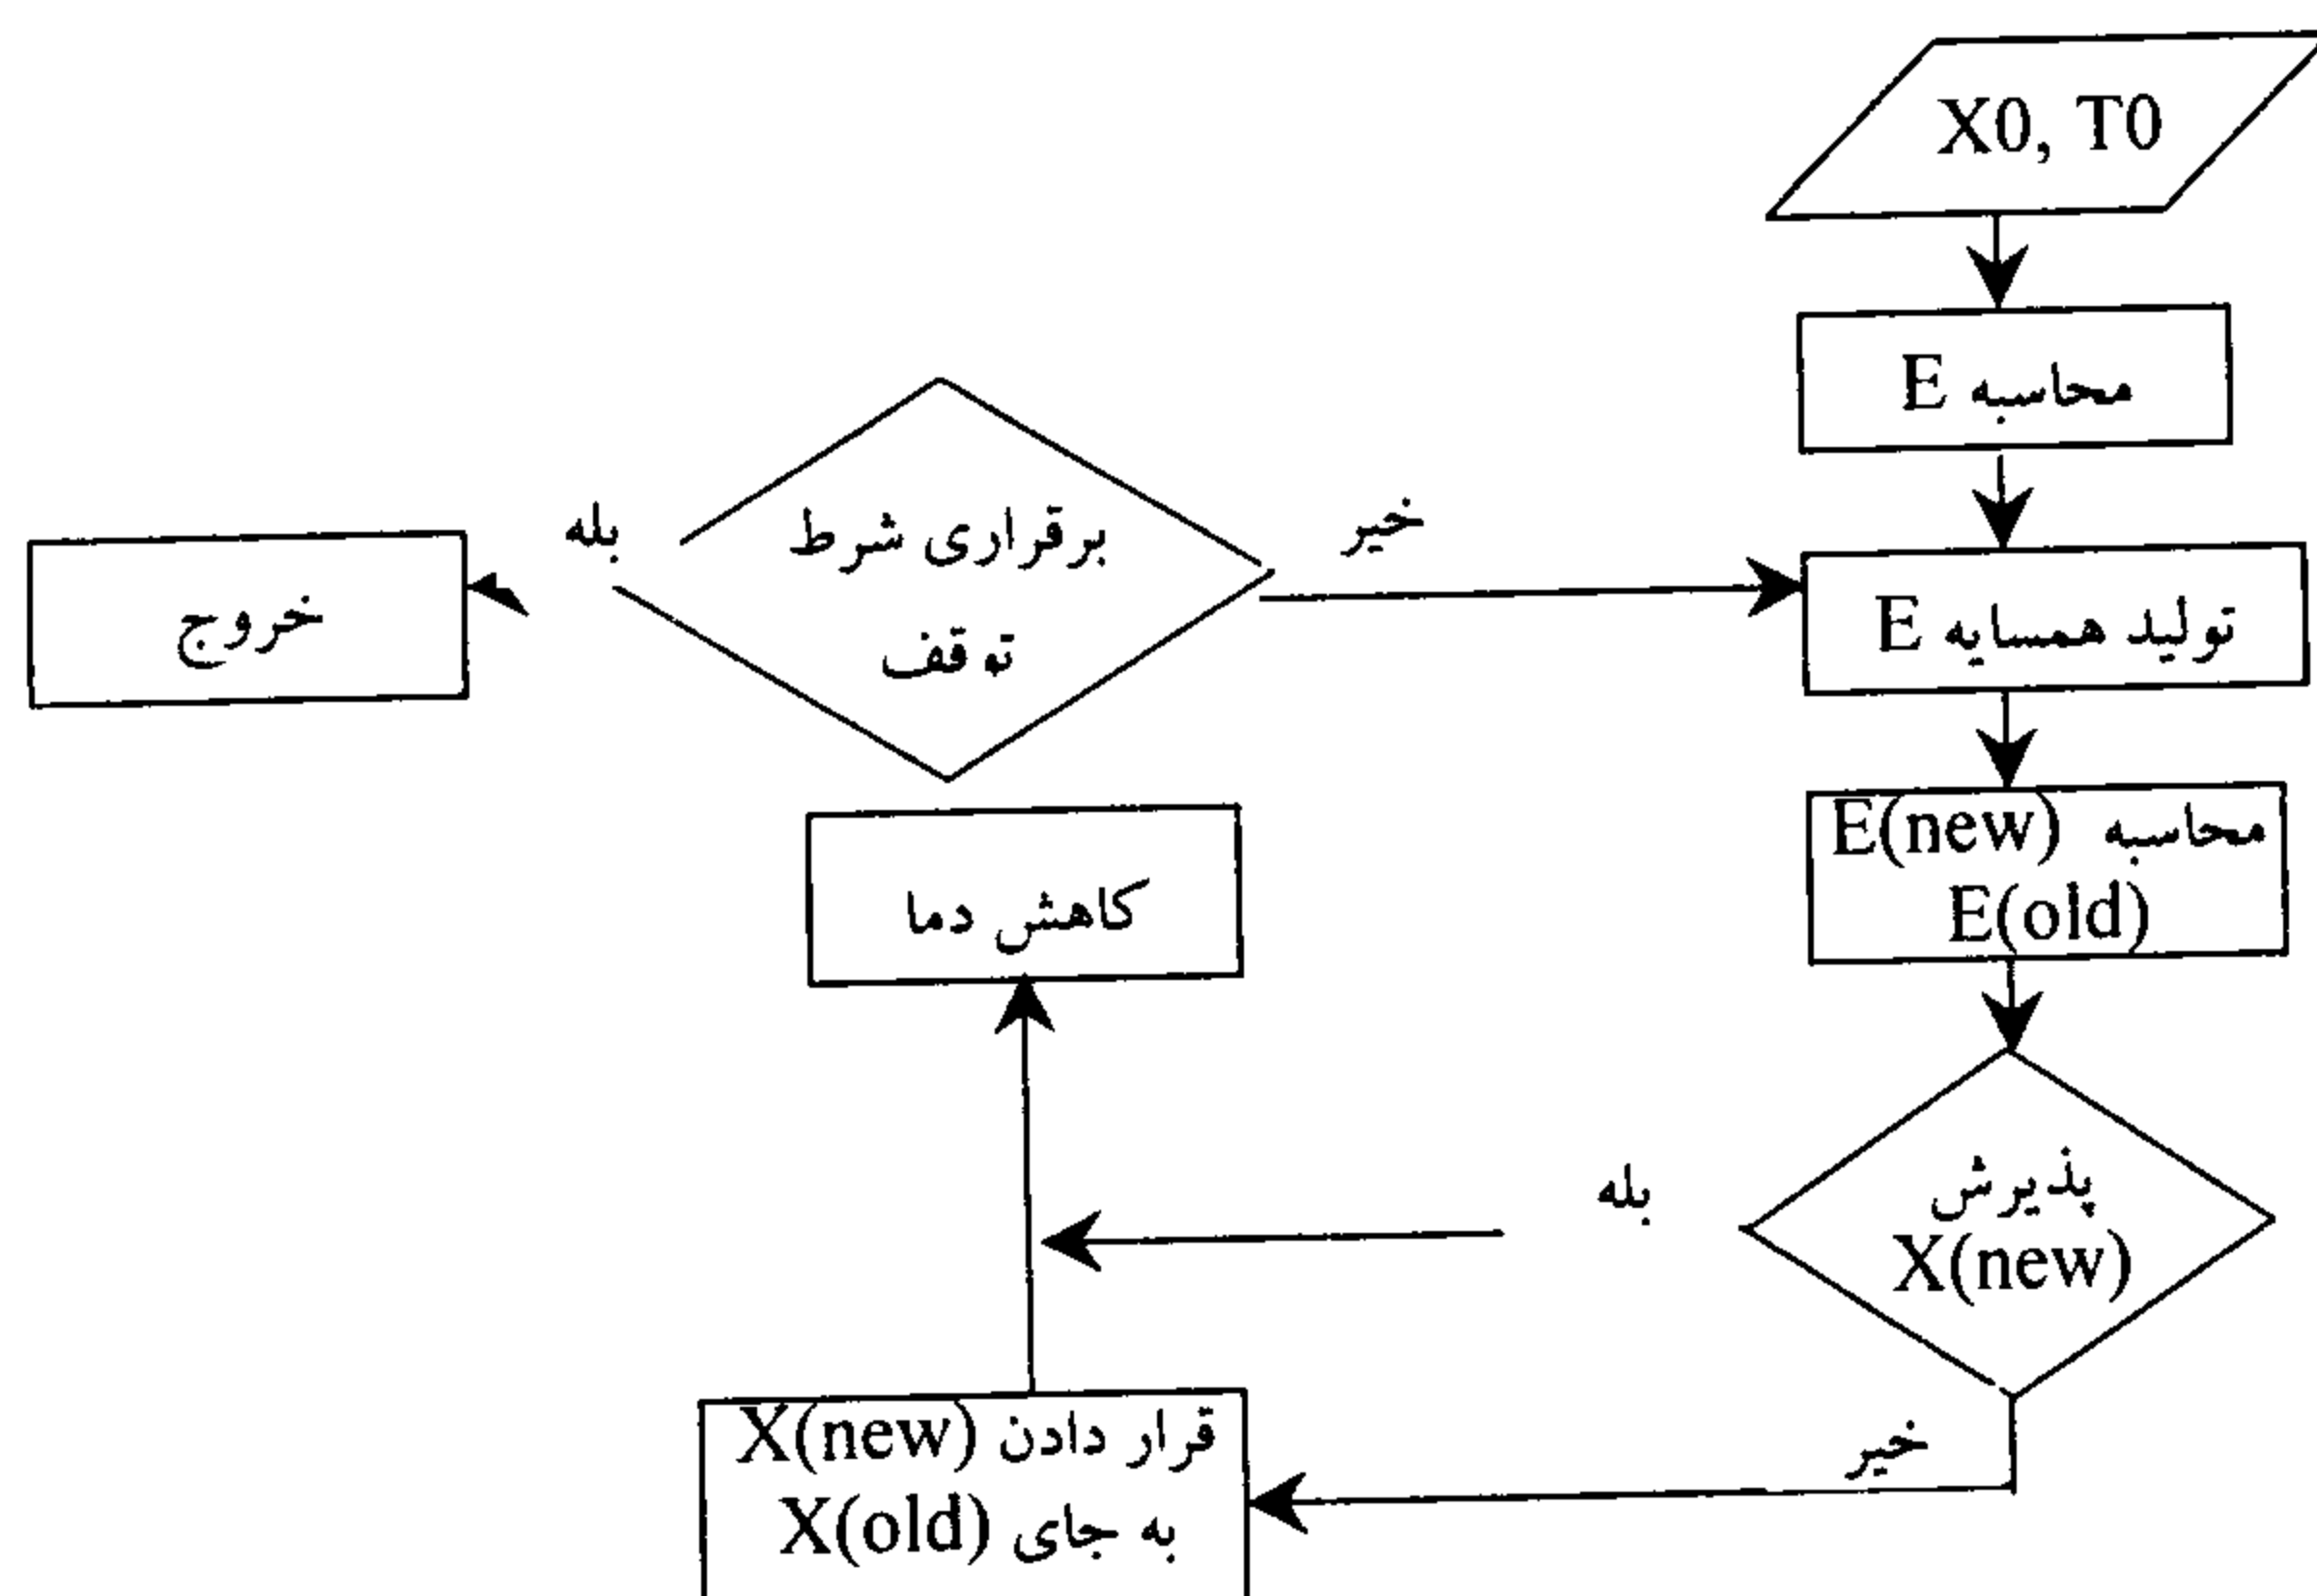 X0, T0
محاسبه E
تولید همسایه E
محاسبه E(new)
E(old)
پذیرش
X(new)
بله
خیر
قرار دادن X(new)
به جای X(old)
کاهش دما
برقراری شرط
توقف
خیر
بله
خروج